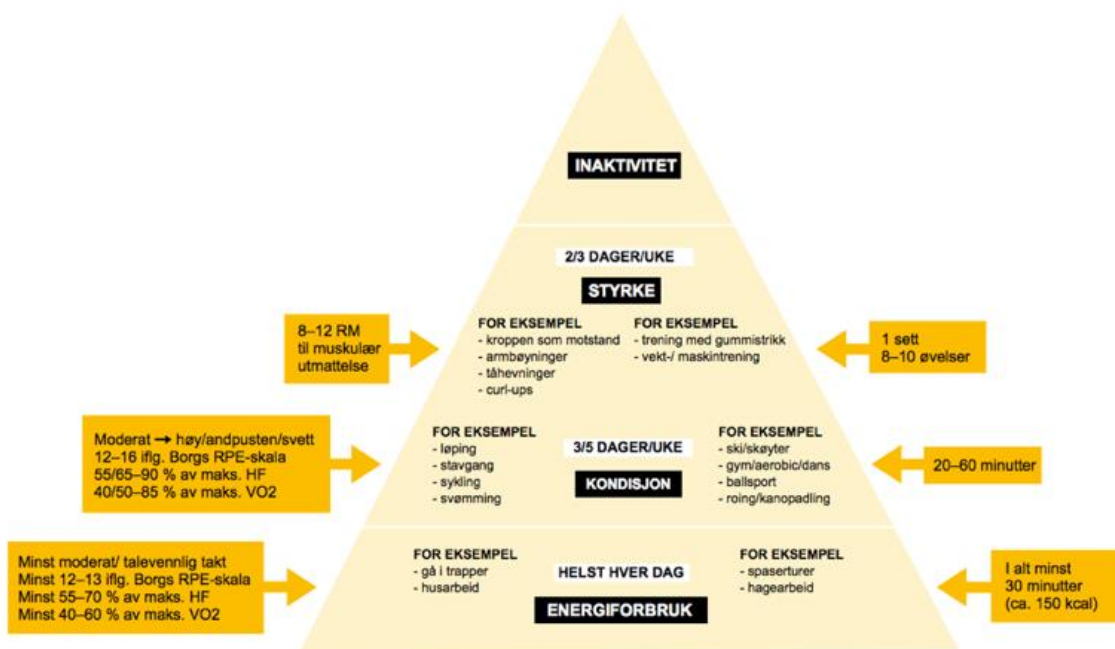 INAKTIVITET
2/3 DAGER/UKE
STYRKE
8–12 RM
til muskulær
utmattelse
FOR EKSEMPEL
- kroppen som motstand
- armbøyninger
- tåhevninger
- curl-ups
FOR EKSEMPEL
- trening med gummistrikk
- vekt-/ maskintrening
1 sett
8–10 øvelser
Moderat → høy/andpusten/svett
12–16 iflg. Borgs RPE-skala
55/65–90 % av maks. HF
40/50–85 % av maks. VO2
FOR EKSEMPEL
- løping
- stavgang
- sykling
- svømming
3/5 DAGER/UKE
KONDISJON
FOR EKSEMPEL
- ski/skøyter
- gym/aerobic/dans
- ballsport
- roing/kanopadling
20–60 minutter
Minst moderat/ talevennlig takt
Minst 12–13 iflg. Borgs RPE-skala
Minst 55–70 % av maks. HF
Minst 40–60 % av maks. VO2
FOR EKSEMPEL
- gå i trapper
- husarbeid
HELST HVER DAG
ENERGIFORBRUK
FOR EKSEMPEL
- spaserturer
- hagearbeid
I alt minst
30 minutter
(ca. 150 kcal)